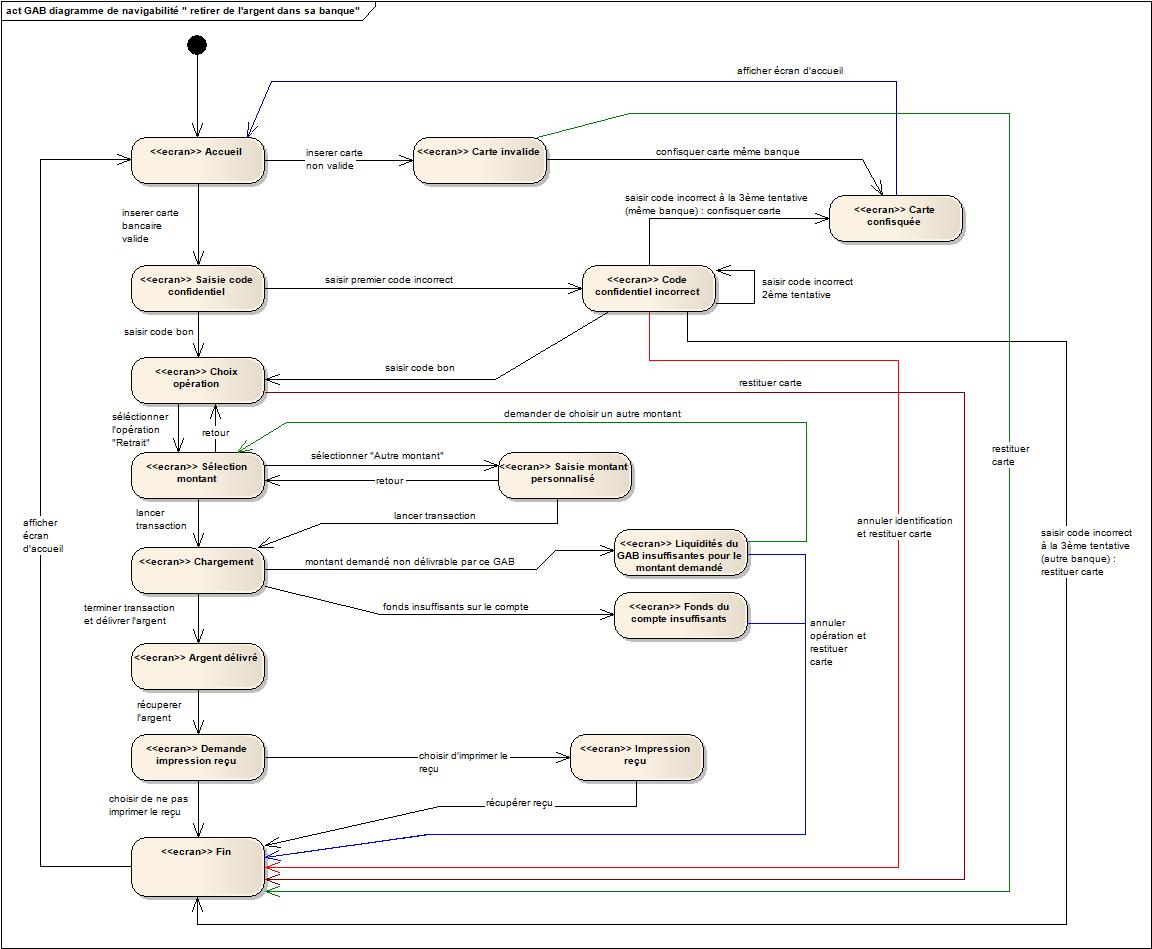 act GAB diagramme de navigabilité " retirer de l'argent dans sa banque"
afficher écran d'accueil
<<ecran>> Accueil
inserer carte
non valide
<<ecran>> Carte invalide
confisquer carte même banque
saisir code incorrect à la 3ème tentative
(même banque) : confisquer carte
<<ecran>> Carte
confisquée
inserer carte
bancaire
valide
<<ecran>> Saisie code
confidentiel
saisir premier code incorrect
<<ecran>> Code
confidentiel incorrect
saisir code incorrect
2ème tentative
saisir code bon
saisir code bon
<<ecran>> Choix
opération
restituer carte
séléctionner
l'opération
"Retrait"
retour
demander de choisir un autre montant
<<ecran>> Sélection
montant
sélectionner "Autre montant"
retour
<<ecran>> Saisie montant
personnalisé
restituer
carte
lancer
transaction
lancer transaction
afficher
écran
d'accueil
annuler identification
et restituer carte
saisir code incorrect
à la 3ème tentative
(autre banque) :
restituer carte
<<ecran>> Chargement
montant demandé non délivrable par ce GAB
<<ecran>> Liquidités du
GAB insuffisantes pour le
montant demandé
terminer transaction
et délivrer l'argent
fonds insuffisants sur le compte
<<ecran>> Fonds du
compte insuffisants
annuler
opération et
restituer
carte
<<ecran>> Argent délivré
récuperer
l'argent
<<ecran>> Demande
impression reçu
choisir d'imprimer le
reçu
<<ecran>> Impression
reçu
choisir de ne pas
imprimer le reçu
récupérer reçu
<<ecran>> Fin